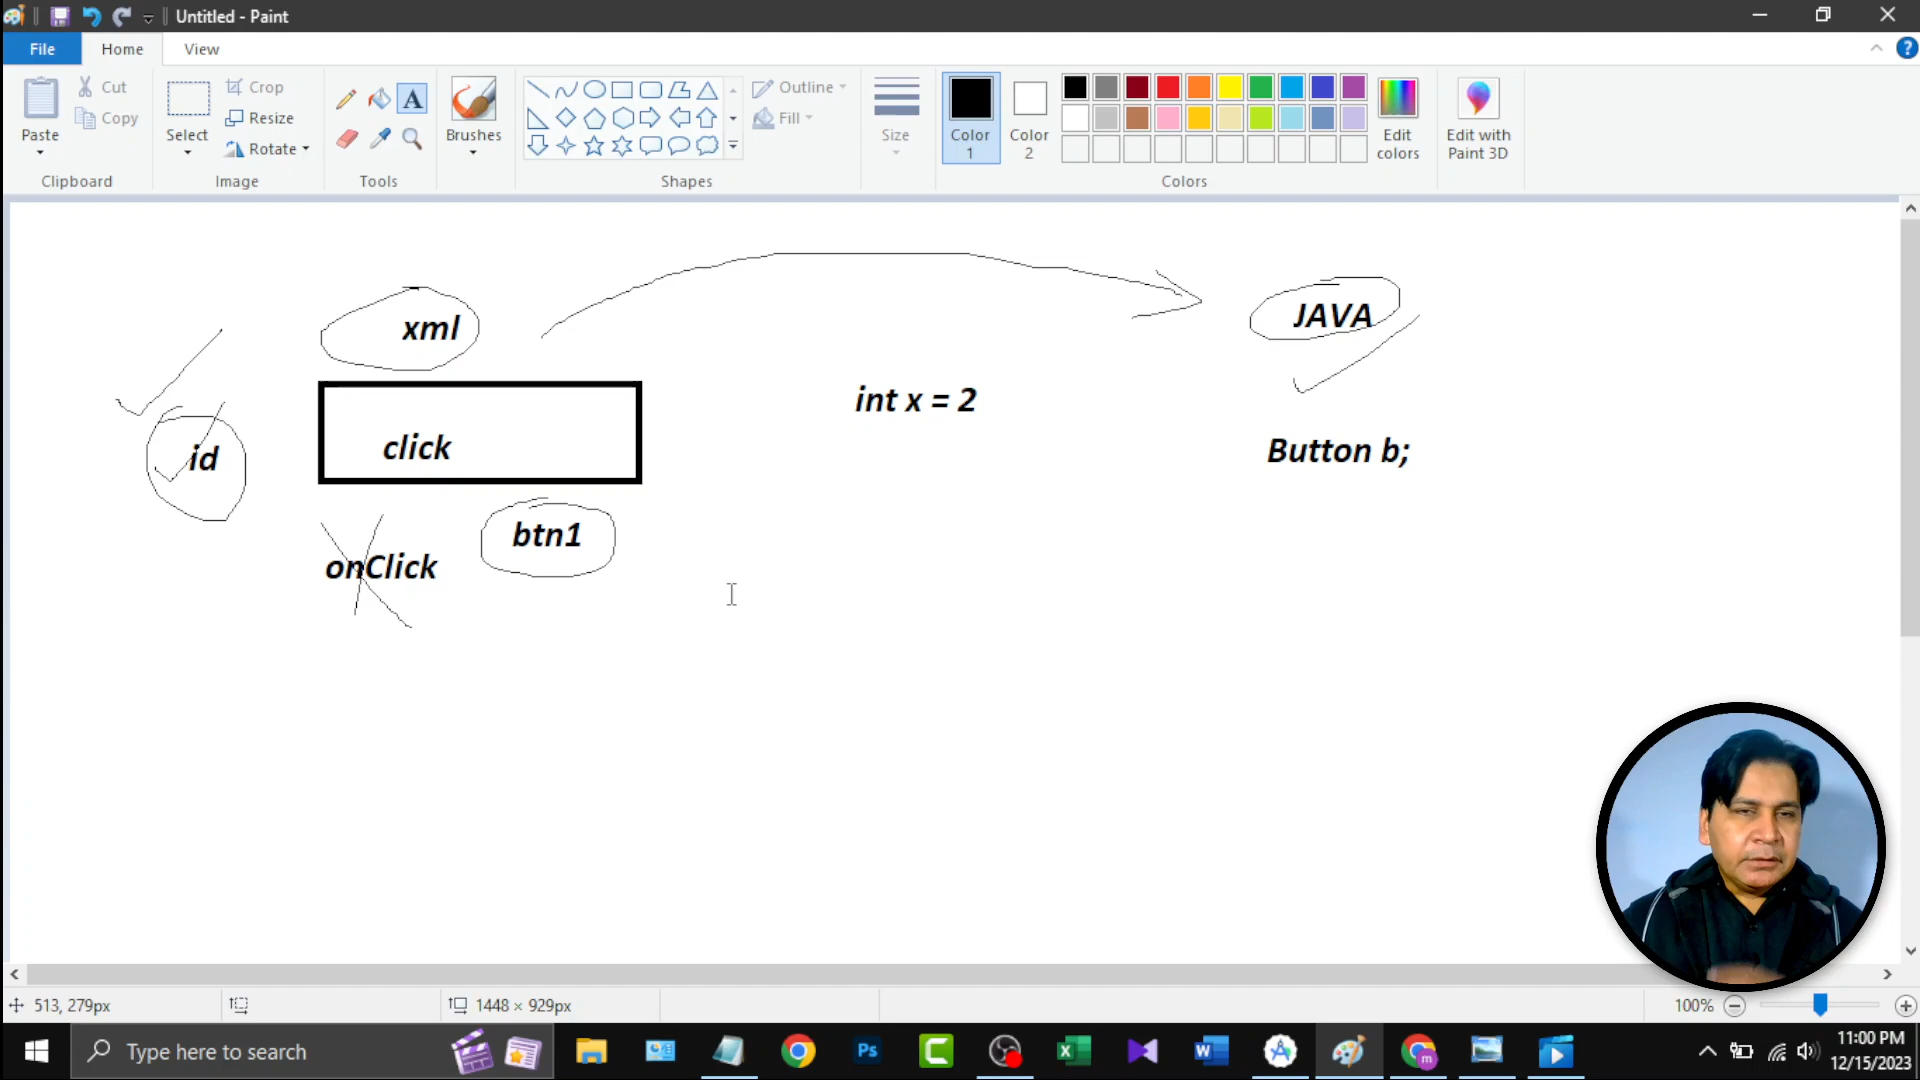 Untitled - Paint
File
Home
View
Paste
Cut
Copy
Clipboard
Select
Crop
Resize
Rotate
Image
A
Tools
Brushes
Shapes
Outline
Fill
Size
Color
1
Color
2
Edit
colors
Colors
Edit with
Paint 3D
xml
JAVA
int x = 2
click
Button b;
id
btn1
onClick
513, 279px
1448 × 929px
100%
Type here to search
Ps
m
11:00 PM
12/15/2023